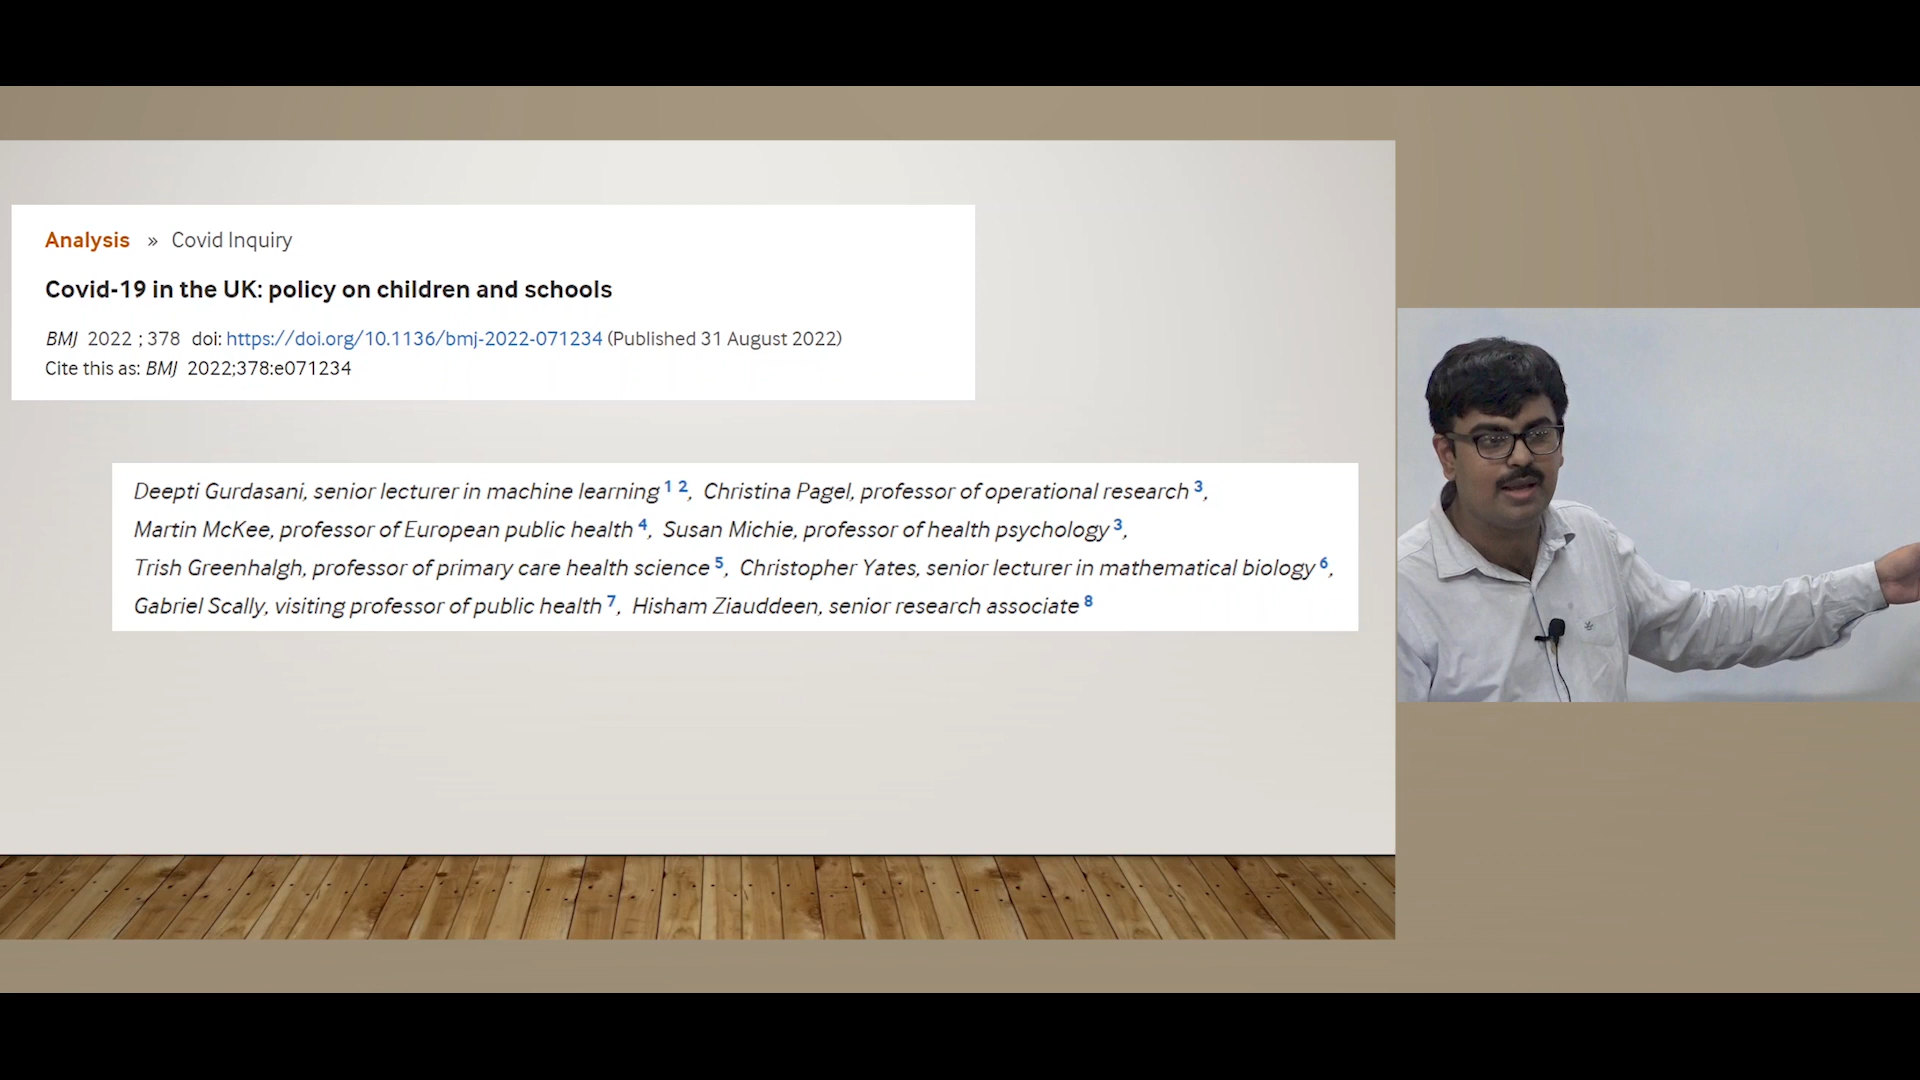 Analysis » Covid Inquiry
Covid-19 in the UK: policy on children and schools
BMJ 2022 ; 378 doi: https://doi.org/10.1136/bmj-2022-071234 (Published 31 August 2022)
Cite this as: BMJ 2022;378:e071234
Deepti Gurdasani, senior lecturer in machine learning 1 2, Christina Pagel, professor of operational research 3,
Martin McKee, professor of European public health 4, Susan Michie, professor of health psychology 3,
Trish Greenhalgh, professor of primary care health science 5, Christopher Yates, senior lecturer in mathematical biology 6,
Gabriel Scally, visiting professor of public health 7, Hisham Ziauddeen, senior research associate 8